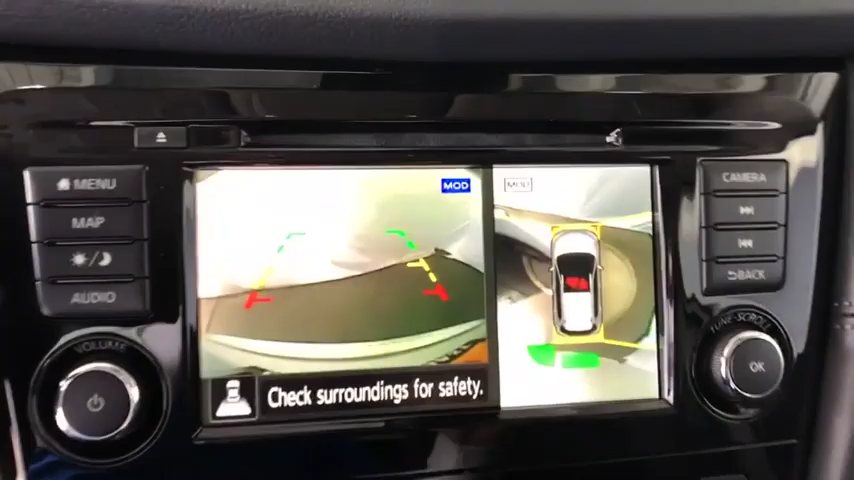 MENU
MAP
AUDIO
VOLUME
MOD
MOD
Check surroundings for safety.
CAMERA
BACK
TUNE·SCROLL
OK